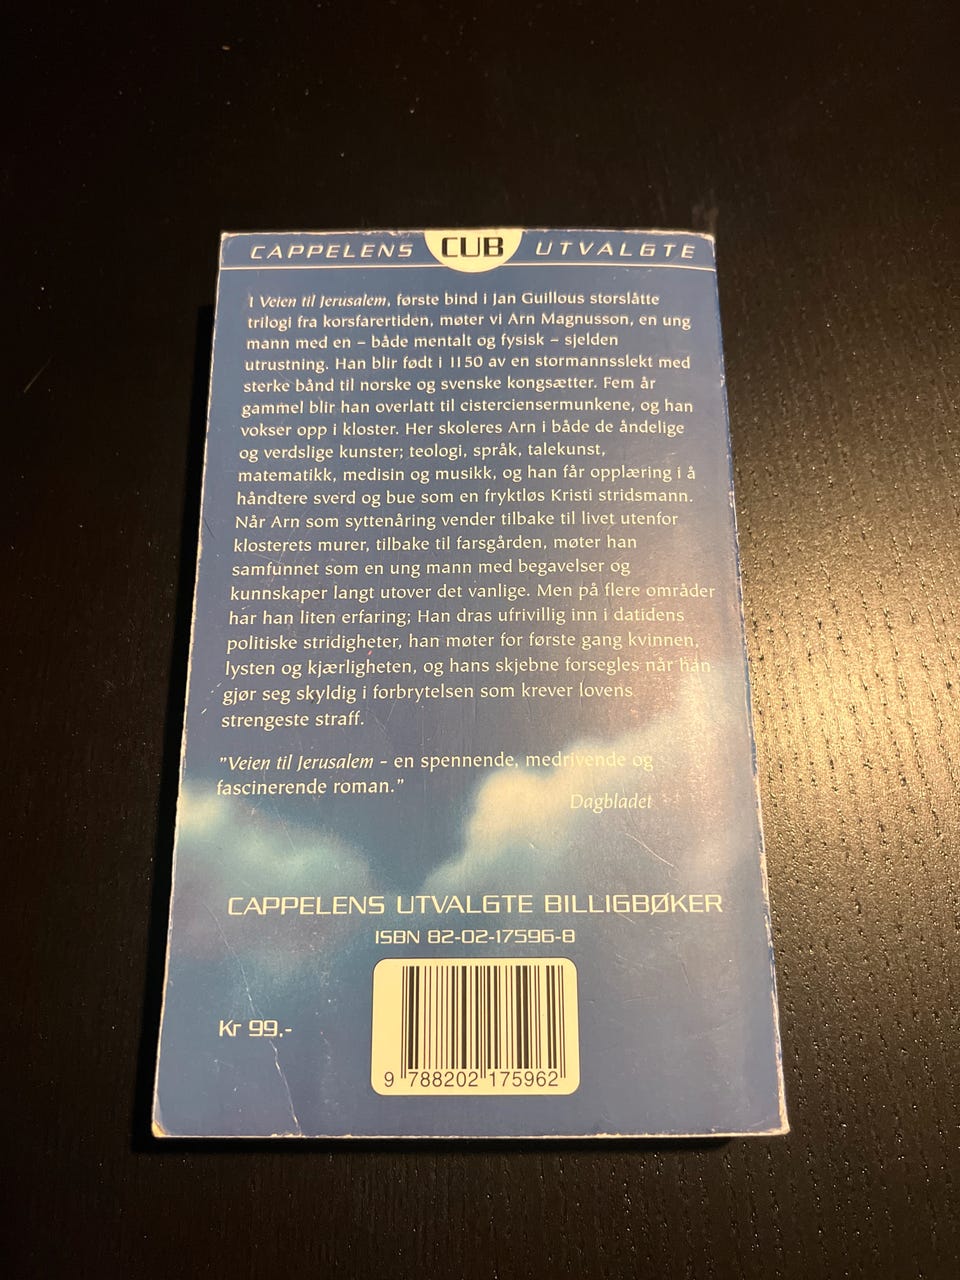 CAPPELENS CUB UTVALGTE
I Veien til Jerusalem, første bind i Jan Guillous storslåtte
trilogi fra korsfarertiden, møter vi Arn Magnusson, en ung
mann med en – både mentalt og fysisk – sjelden
utrustning. Han blir født i 1150 av en stormannsslekt med
sterke bånd til norske og svenske kongsætter. Fem år
gammel blir han overlatt til cisterciensermunkene, og han
vokser opp i kloster. Her skoleres Arn i både de åndelige
og verdslige kunster; teologi, språk, talekunst,
matematikk, medisin og musikk, og han får opplæring i å
håndtere sverd og bue som en fryktløs Kristi stridsmann.
Når Arn som syttenåring vender tilbake til livet utenfor
klosterets murer, tilbake til farsgården, møter han
samfunnet som en ung mann med begavelser og
kunnskaper langt utover det vanlige. Men på flere områder
har han liten erfaring; Han dras ufrivillig inn i datidens
politiske stridigheter, han møter for første gang kvinnen,
lysten og kjærligheten, og hans skjebne forsegles når han
gjør seg skyldig i forbrytelsen som krever lovens
strengeste straff.
"Veien til Jerusalem – en spennende, medrivende og
fascinerende roman."
Dagbladet
CAPPELENS UTVALGTE BILLIGBØKER
ISBN 82-02-17596-8
Kr 99,-
9 788202 175962